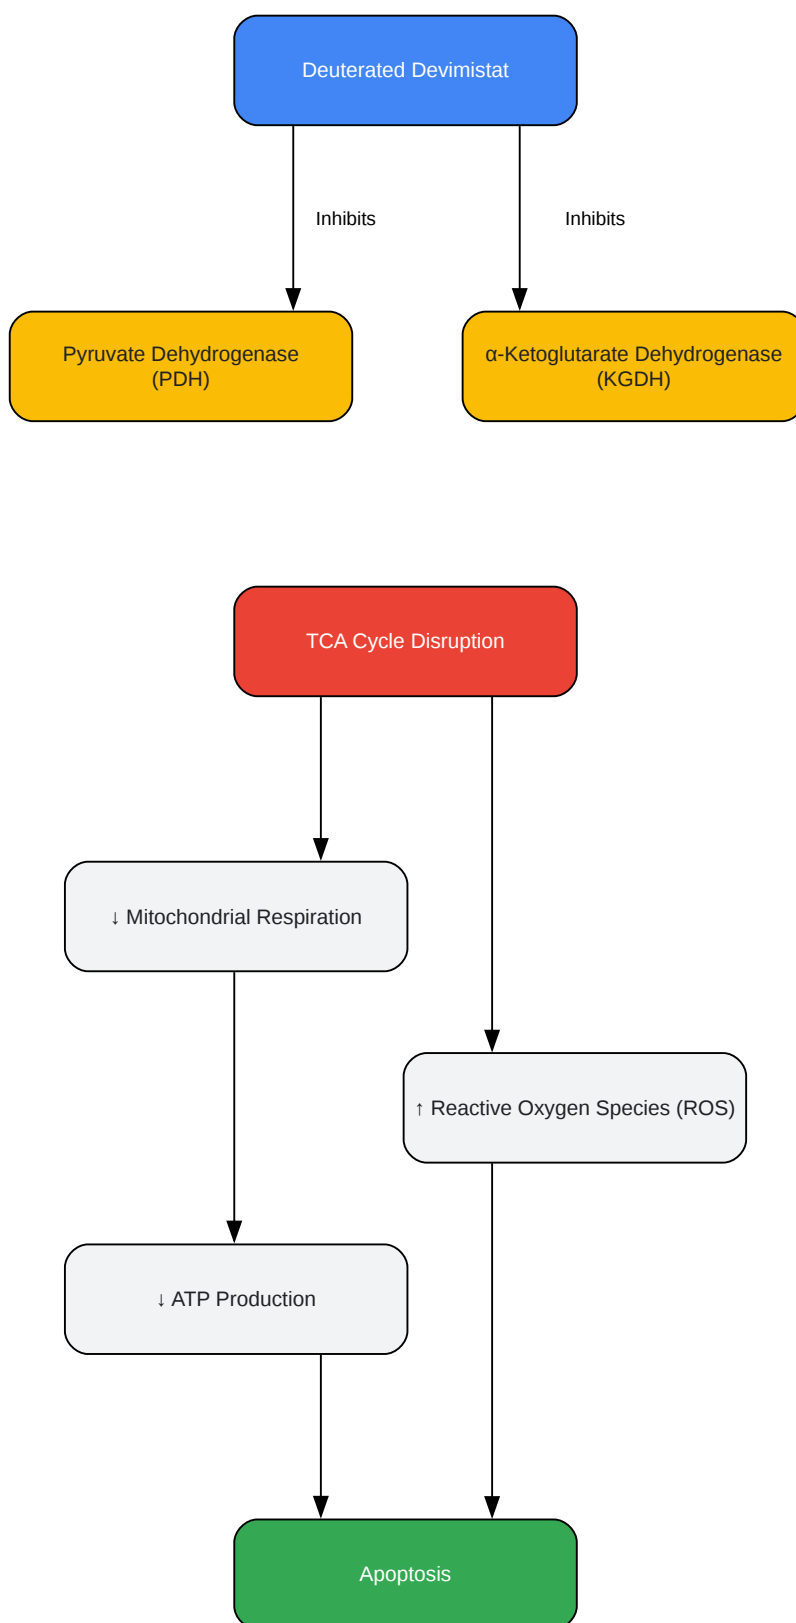 Deuterated Devimistat
Inhibits
Inhibits
Pyruvate Dehydrogenase
(PDH)
α-Ketoglutarate Dehydrogenase
(KGDH)
TCA Cycle Disruption
↓ Mitochondrial Respiration
↑ Reactive Oxygen Species (ROS)
↓ ATP Production
Apoptosis